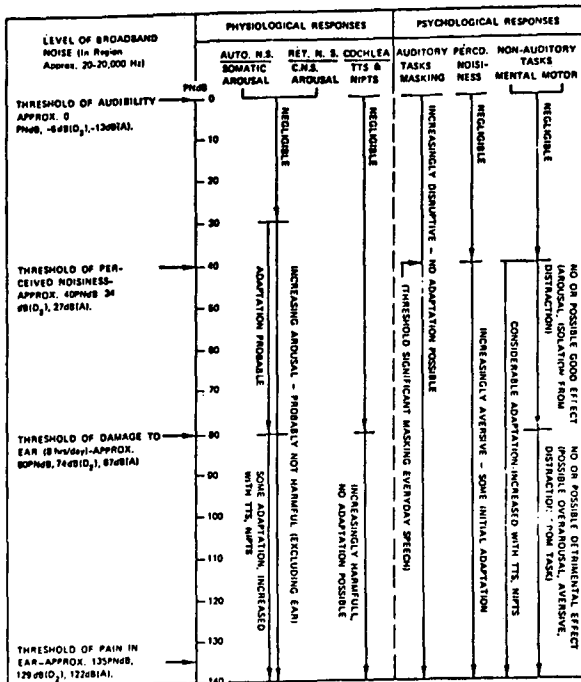 PHYSIOLOGICAL RESPONSES
PSYCHOLOGICAL RESPONSES
LEVEL OF BROADBAND
NOISE (In Region
Approx. 20-20,000 Hz)
PNdB
AUTO. N.S.
SOMATIC
AROUSAL
RET. N. S.
C.N.S.
AROUSAL
COCHLEA
TTS &
NIPTS
AUDITORY
TASKS
MASKING
PERCD.
NOISI-
NESS
NON-AUDITORY
TASKS
MENTAL MOTOR
THRESHOLD OF AUDIBILITY
APPROX. 0
PNdB, -6dB(D2),-13dB(A).
THRESHOLD OF PER-
CEIVED NOISINESS-
APPROX. 40PNdB 34
dB(D2), 27dB(A).
THRESHOLD OF DAMAGE TO
EAR (8 hrs/day)-APPROX.
80PNdB, 74dB(D2), 67dB(A)
THRESHOLD OF PAIN IN
EAR-APPROX. 135PNdB,
129 dB(D2), 122dB(A).
0
10
20
30
40
50
60
70
80
90
100
110
120
130
140
NEGLIGIBLE
ADAPTATION PROBABLE
SOME ADAPTATION, INCREASED
WITH TTS, NIPTS
INCREASING AROUSAL - PROBABLY NOT HARMFUL (EXCLUDING EAR)
NEGLIGIBLE
INCREASINGLY HARMFULL,
NO ADAPTATION POSSIBLE
INCREASINGLY DISRUPTIVE - NO ADAPTATION POSSIBLE
(THRESHOLD SIGNIFICANT MASKING EVERYDAY SPEECH)
NEGLIGIBLE
INCREASINGLY AVERSIVE - SOME INITIAL ADAPTATION
NEGLIGIBLE
CONSIDERABLE ADAPTATION-INCREASED WITH TTS, NIPTS
NO OR POSSIBLE GOOD EFFECT
(AROUSAL, ISOLATION FROM
DISTRACTION)
NO OR POSSIBLE DETRIMENTAL EFFECT
(POSSIBLE OVERAROUSAL, AVERSIVE,
DISTRACTION TASK)